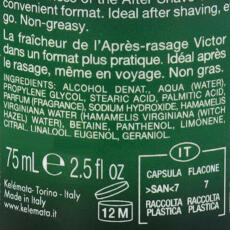 convenient format. Ideal after shaving, e
go. Non-greasy.
La fraîcheur de l'Après-rasage Victor
dans un format plus pratique. Idéal après
le rasage, même en voyage. Non gras.
INGREDIENTS: ALCOHOL DENAT., AQUA (WATER),
PROPYLENE GLYCOL, STEARIC ACID, PALMITIC ACID,
PARFUM (FRAGRANCE), SODIUM HYDROXIDE, HAMAMELIS
VIRGINIANA WATER (HAMAMELIS VIRGINIANA (WITCH
HAZEL) WATER), BETAINE, PANTHENOL, LIMONENE,
CITRAL, LINALOOL, EUGENOL, GERANIOL.
75 mL ℮ 2.5 fl oz
Kelémata-Torino - Italy
Made in Italy
www.kelemata.it
12 M
IT
CAPSULA FLACONE
>SAN<7 7
RACCOLTA RACCOLTA
PLASTICA PLASTICA